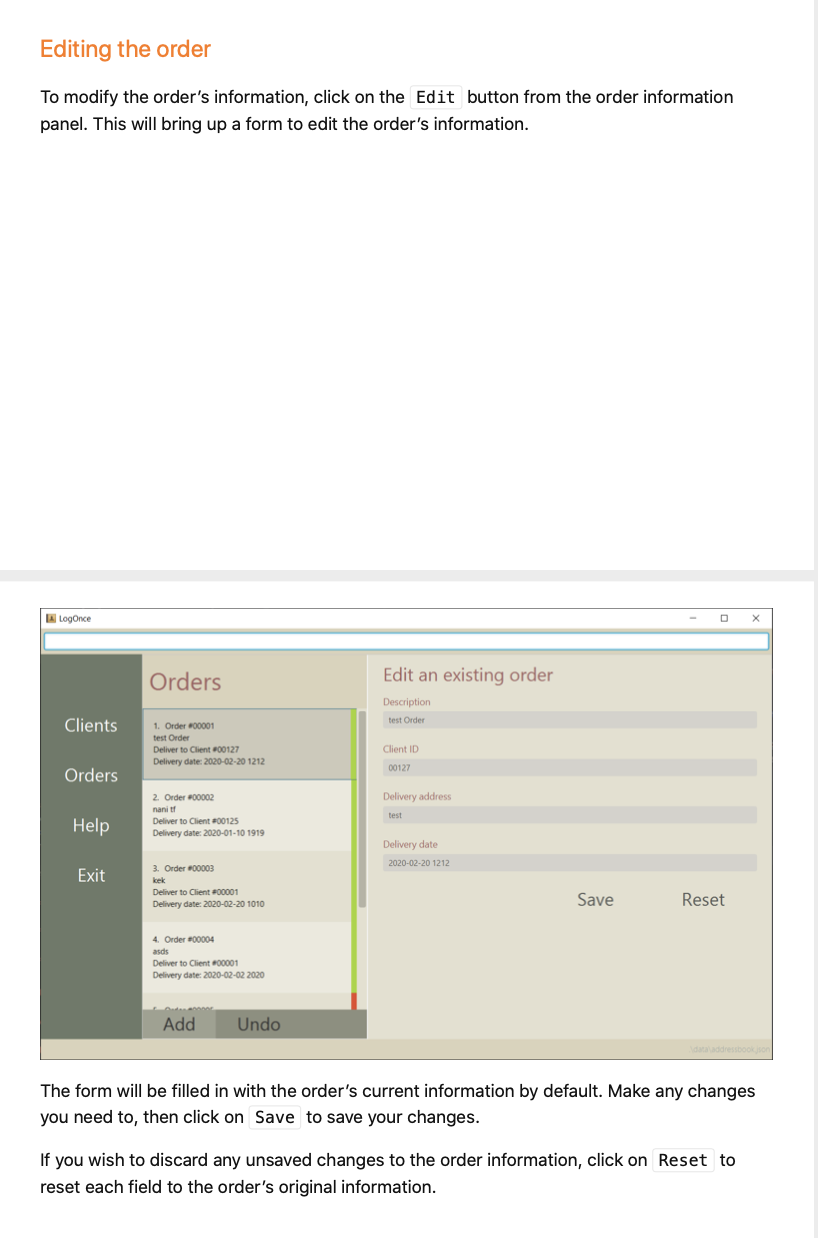 Editing the order
To modify the order’s information, click on the Edit button from the order information
panel. This will bring up a form to edit the order’s information.
LogOnce
Clients
Orders
Help
Exit
Orders
1. Order #00001
test Order
Deliver to Client #00127
Delivery date: 2020-02-20 1212
2. Order #00002
nani tf
Deliver to Client #00125
Delivery date: 2020-01-10 1919
3. Order #00003
kek
Deliver to Client #00001
Delivery date: 2020-02-20 1010
4. Order #00004
asds
Deliver to Client #00001
Delivery date: 2020-02-02 2020
Add Undo
Edit an existing order
Description
test Order
Client ID
00127
Delivery address
test
Delivery date
2020-02-20 1212
Save Reset
The form will be filled in with the order’s current information by default. Make any changes
you need to, then click on Save to save your changes.
If you wish to discard any unsaved changes to the order information, click on Reset to
reset each field to the order’s original information.